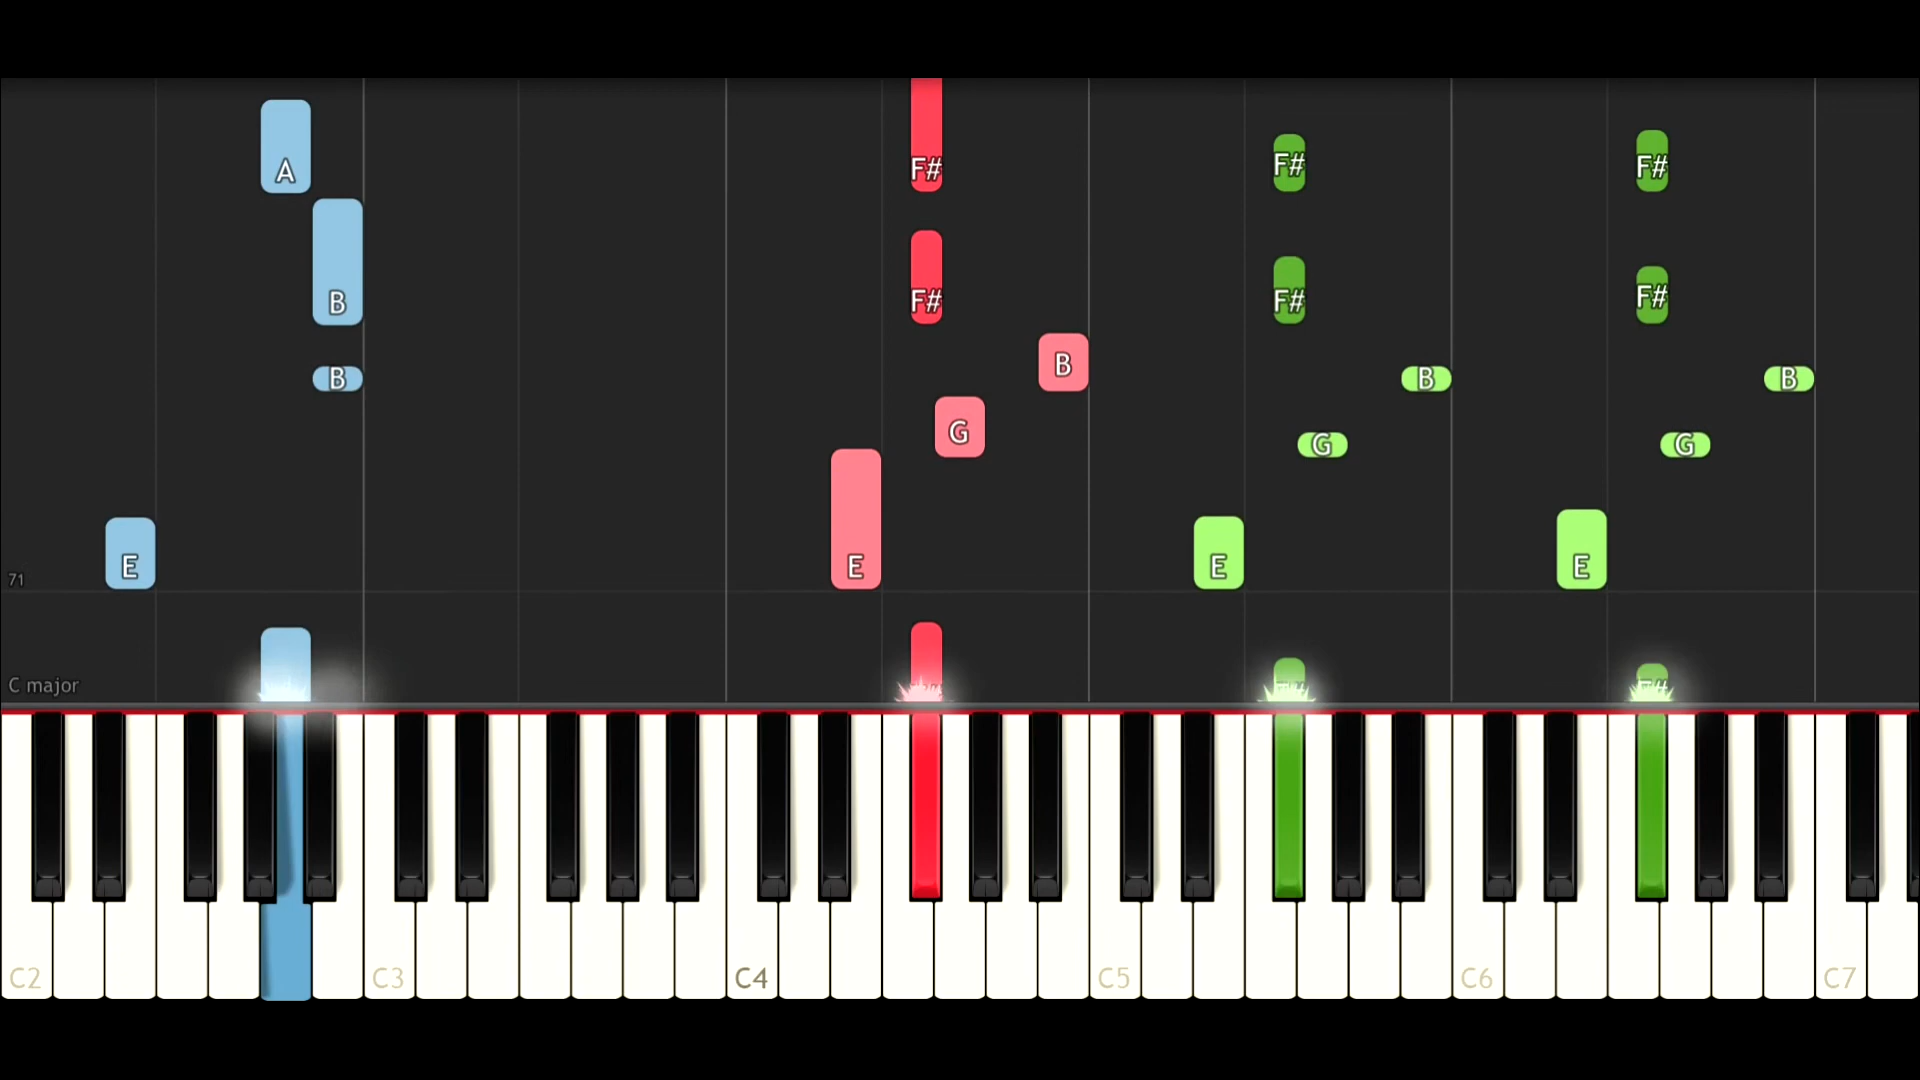 A F# F# F#
B F# F# F#
B B B B
G G G
E E E E
71
C major F# F#
C2 C3 C4 C5 C6 C7